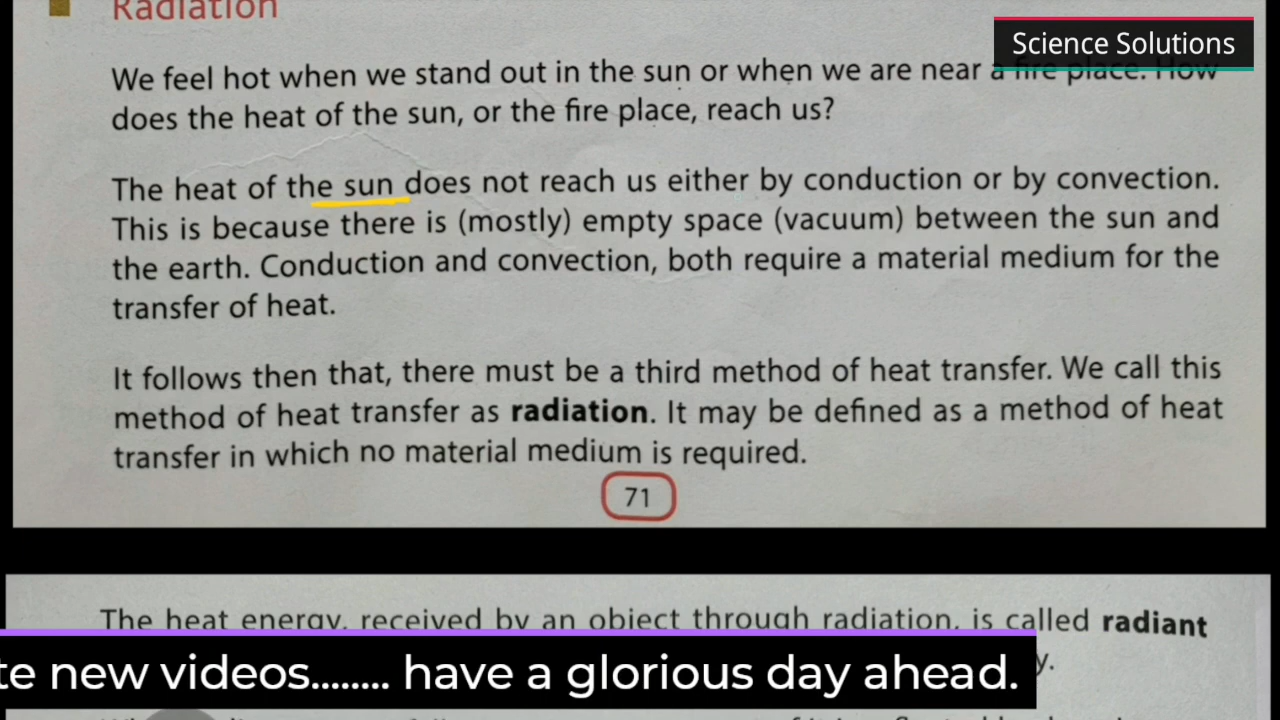 Radiation
Science Solutions
We feel hot when we stand out in the sun or when we are near a fire place. How
does the heat of the sun, or the fire place, reach us?
The heat of the sun does not reach us either by conduction or by convection.
This is because there is (mostly) empty space (vacuum) between the sun and
the earth. Conduction and convection, both require a material medium for the
transfer of heat.
It follows then that, there must be a third method of heat transfer. We call this
method of heat transfer as radiation. It may be defined as a method of heat
transfer in which no material medium is required.
71
The heat energy, received by an object through radiation, is called radiant
te new videos........ have a glorious day ahead.